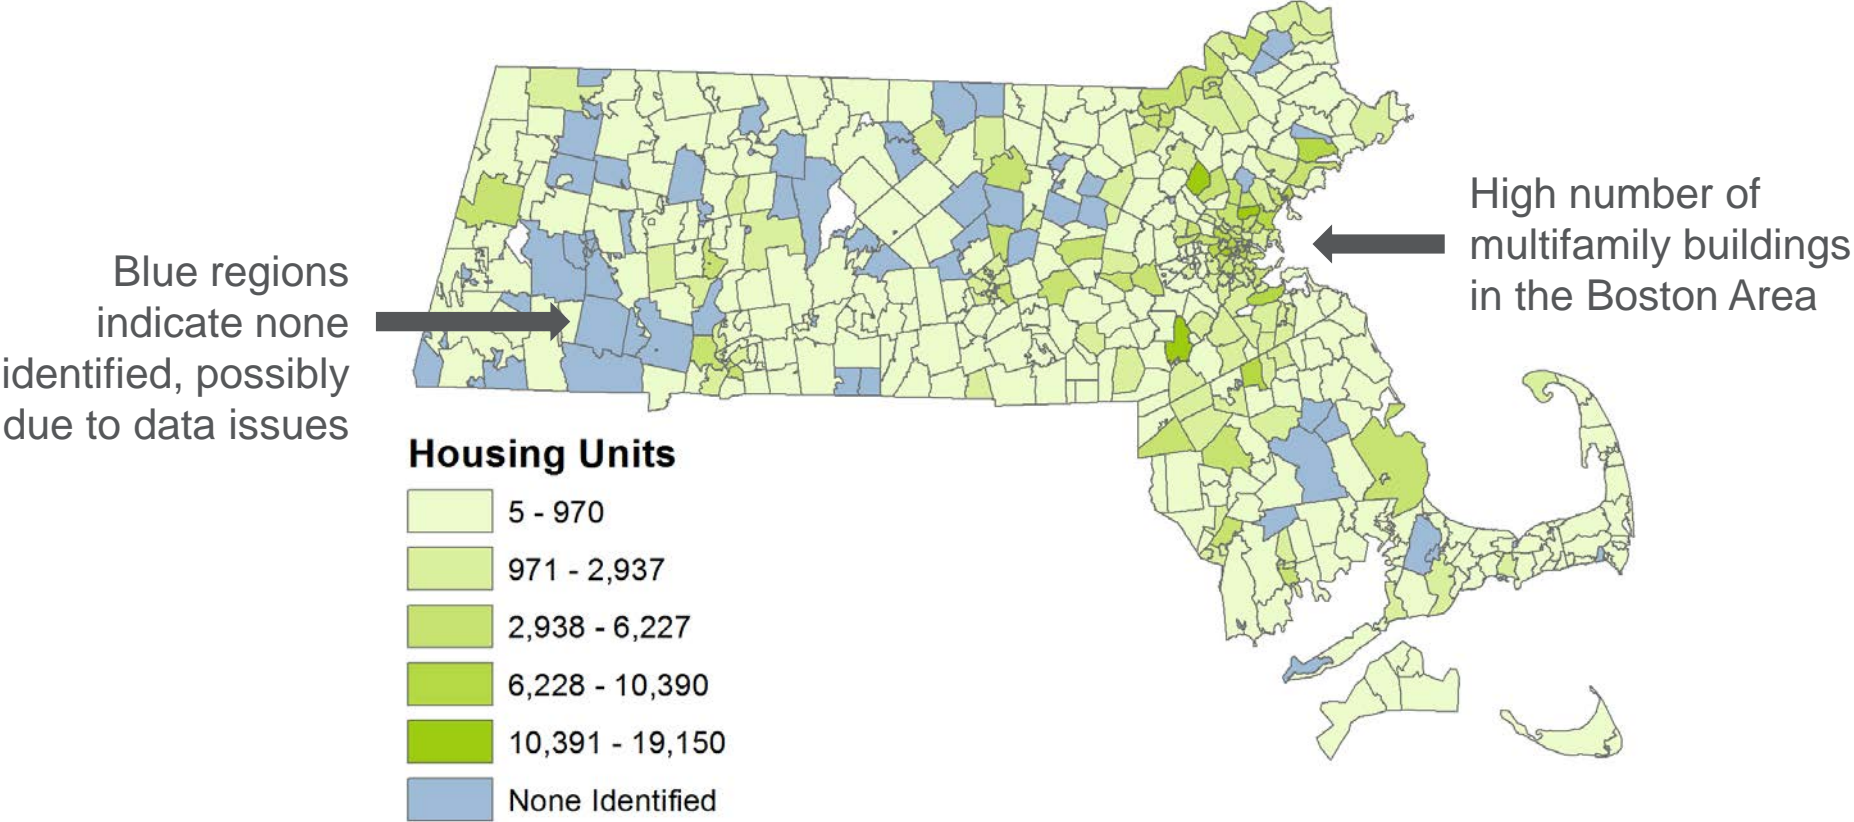 High number of
multifamily buildings
in the Boston Area
Blue regions
indicate none
identified, possibly
due to data issues
Housing Units
5 - 970
971 - 2,937
2,938 - 6,227
6,228 - 10,390
10,391 - 19,150
None Identified